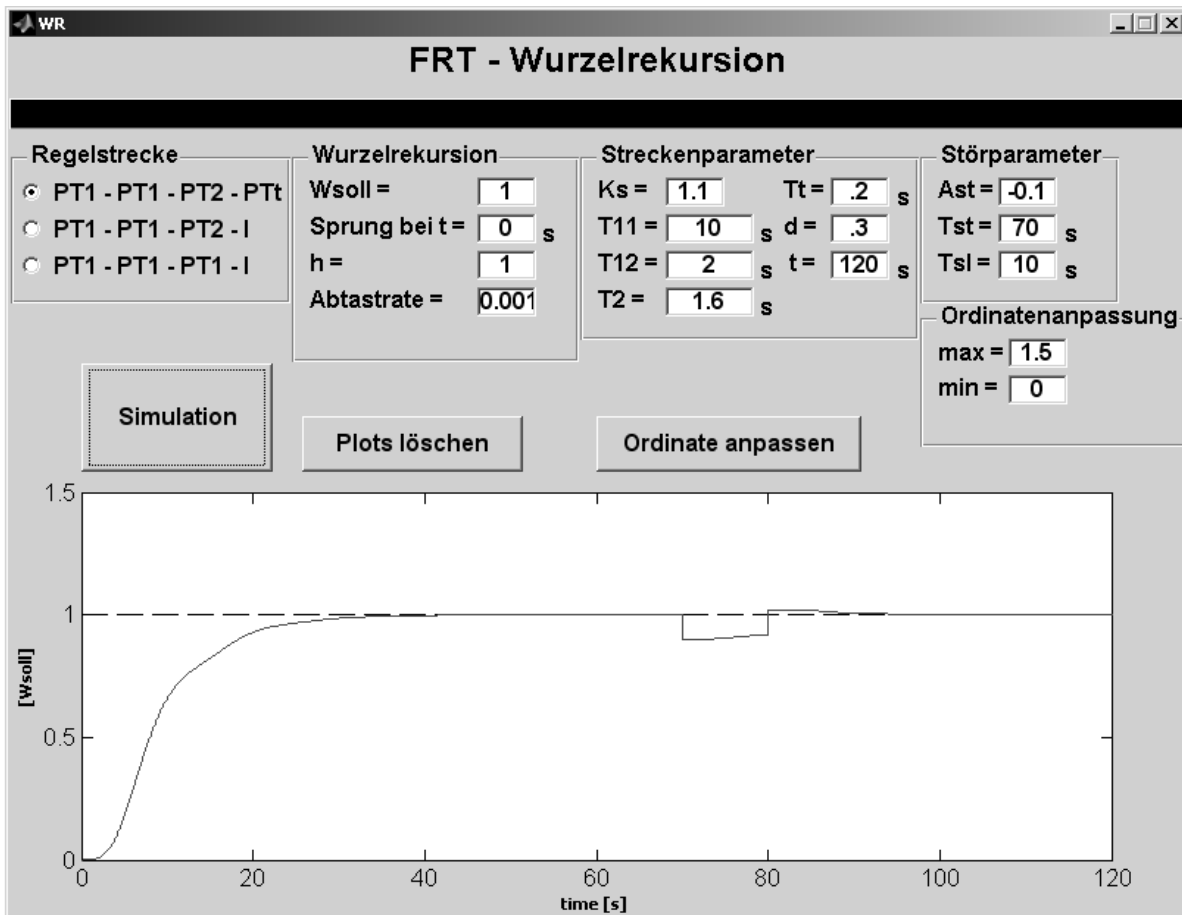 WR
FRT - Wurzelrekursion
Regelstrecke
PT1 - PT1 - PT2 - PTt
PT1 - PT1 - PT2 - I
PT1 - PT1 - PT1 - I
Wurzelrekursion
Wsoll = 1
Sprung bei t = 0 s
h = 1
Abtastrate = 0.001
Streckenparameter
Ks = 1.1 Tt = .2 s
T11 = 10 s d = .3
T12 = 2 s t = 120 s
T2 = 1.6 s
Störparameter
Ast = -0.1
Tst = 70 s
Tsl = 10 s
Ordinatenanpassung
max = 1.5
min = 0
Simulation
Plots löschen
Ordinate anpassen
1.5
1
0.5
0
[Wsoll]
0 20 40 60 80 100 120
time [s]